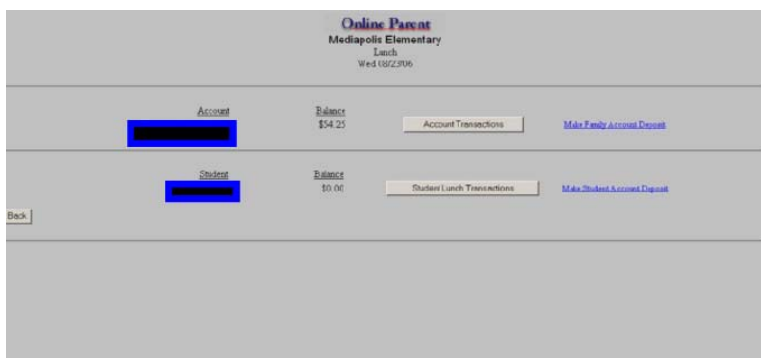 Online Parent
Mediapolis Elementary
Lunch
Wed 08/23/06
Account Balance
$54.25 Account Transactions Make Family Account Deposit
Student Balance
$0.00 Student Lunch Transactions Make Student Account Deposit
Back